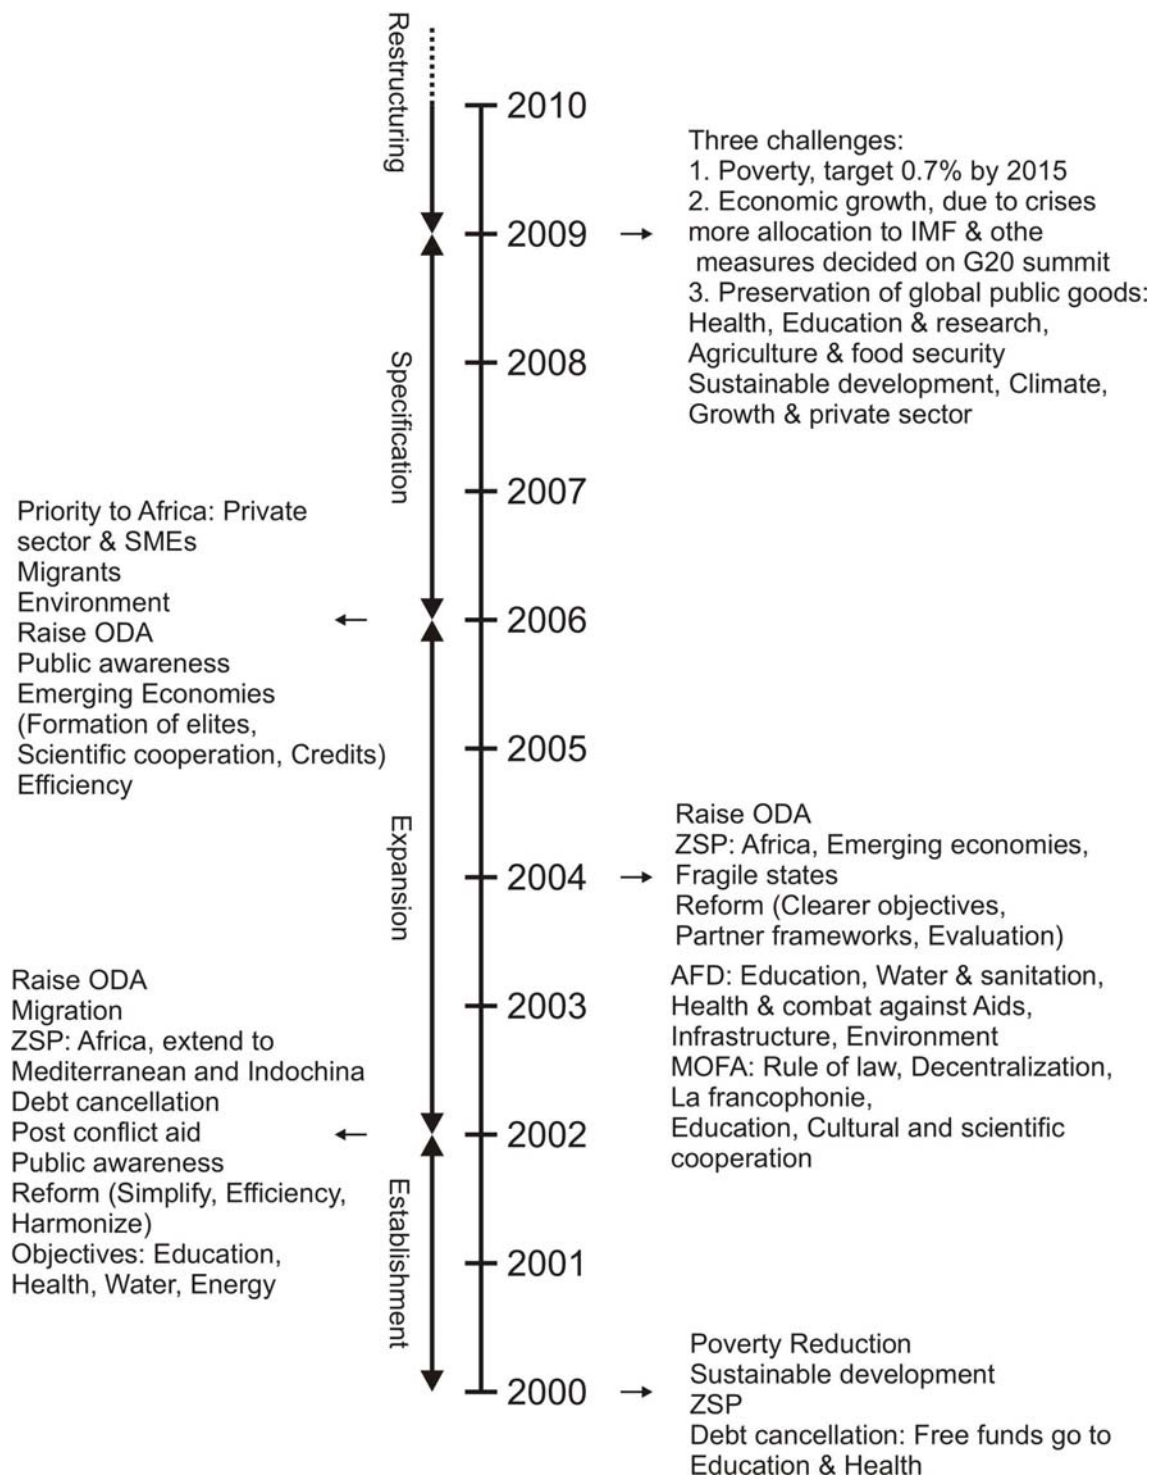 Restructuring
2010
Three challenges:
1. Poverty, target 0.7% by 2015
2. Economic growth, due to crises
more allocation to IMF & othe
measures decided on G20 summit
3. Preservation of global public goods:
Health, Education & research,
Agriculture & food security
Sustainable development, Climate,
Growth & private sector
2009
2008
Specification
2007
Priority to Africa: Private
sector & SMEs
Migrants
Environment
Raise ODA
Public awareness
Emerging Economies
(Formation of elites,
Scientific cooperation, Credits)
Efficiency
2006
2005
Expansion
Raise ODA
ZSP: Africa, Emerging economies,
Fragile states
Reform (Clearer objectives,
Partner frameworks, Evaluation)
AFD: Education, Water & sanitation,
Health & combat against Aids,
Infrastructure, Environment
MOFA: Rule of law, Decentralization,
La francophonie,
Education, Cultural and scientific
cooperation
2004
2003
Raise ODA
Migration
ZSP: Africa, extend to
Mediterranean and Indochina
Debt cancellation
Post conflict aid
Public awareness
Reform (Simplify, Efficiency,
Harmonize)
Objectives: Education,
Health, Water, Energy
2002
Establishment
2001
2000
Poverty Reduction
Sustainable development
ZSP
Debt cancellation: Free funds go to
Education & Health